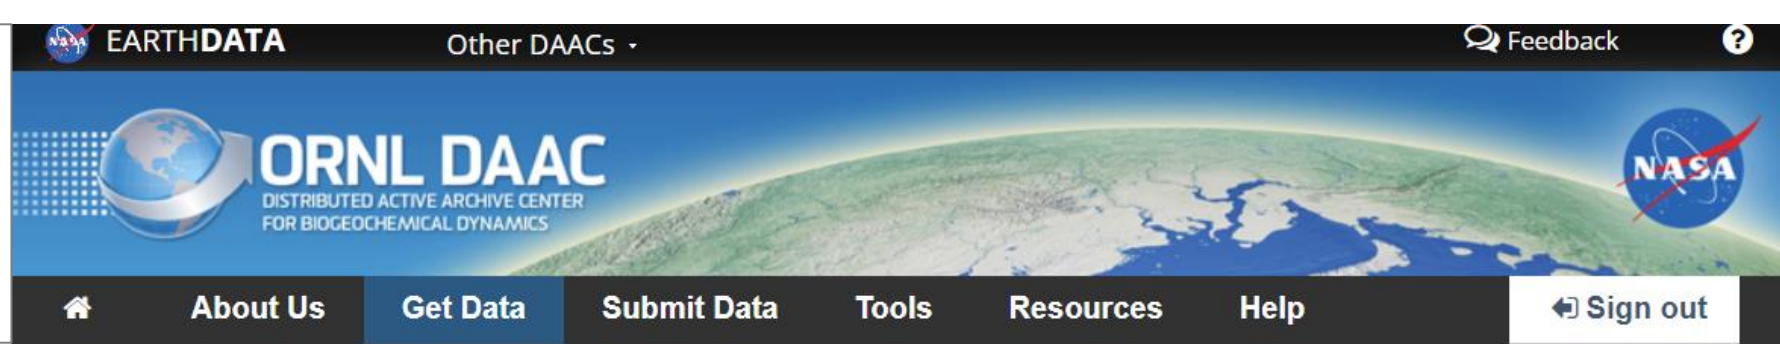 NASA EARTHDATA Other DAACs Feedback ?
ORNL DAAC
DISTRIBUTED ACTIVE ARCHIVE CENTER
FOR BIOGEOCHEMICAL DYNAMICS
NASA
About Us Get Data Submit Data Tools Resources Help Sign out